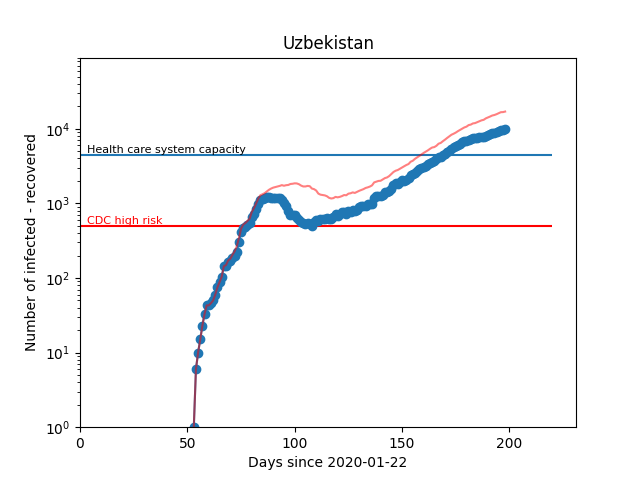 Uzbekistan
Number of infected - recovered
10^4
10^3
10^2
10^1
10^0
Health care system capacity
CDC high risk
0 50 100 150 200
Days since 2020-01-22